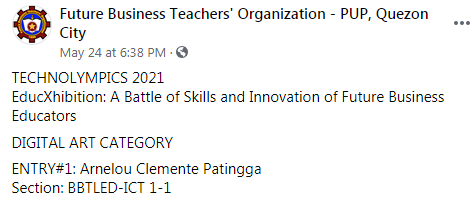 Future Business Teachers' Organization - PUP, Quezon
City
May 24 at 6:38 PM ·
TECHNOLYMPICS 2021
EducXhibition: A Battle of Skills and Innovation of Future Business
Educators
DIGITAL ART CATEGORY
ENTRY#1: Arnelou Clemente Patingga
Section: BBTLED-ICT 1-1